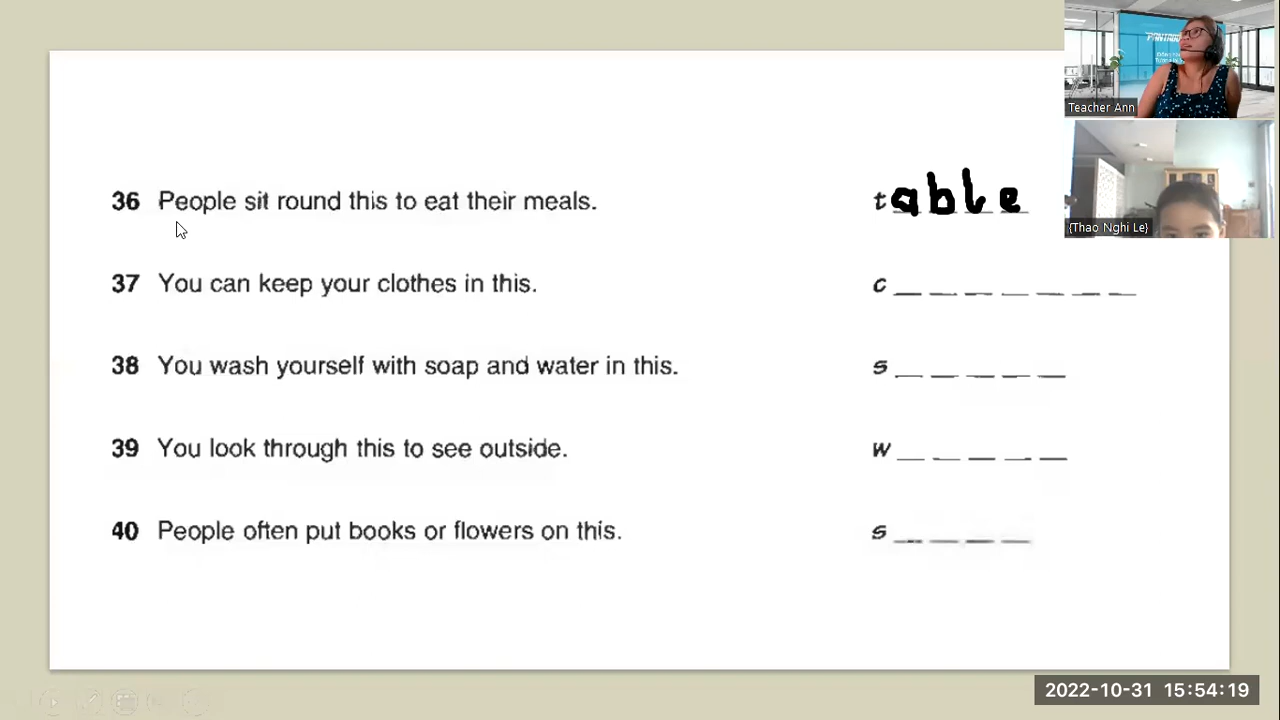 36 People sit round this to eat their meals. table
37 You can keep your clothes in this. c _ _ _ _ _ _ _
38 You wash yourself with soap and water in this. s _ _ _ _ _
39 You look through this to see outside. w _ _ _ _ _
40 People often put books or flowers on this. s _ _ _ _
Teacher Ann
{Thao Nghi Le}
2022-10-31 15:54:19